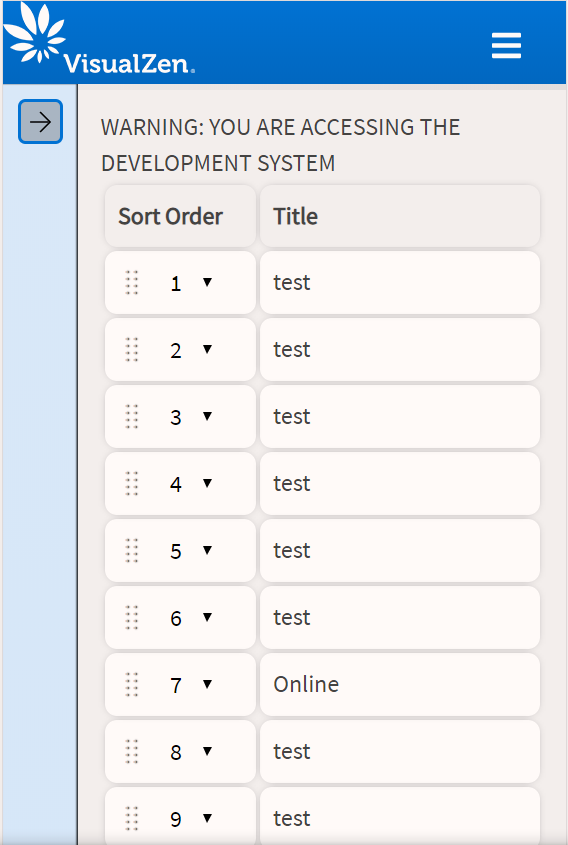 VisualZen.
WARNING: YOU ARE ACCESSING THE
DEVELOPMENT SYSTEM
Sort Order Title
1 test
2 test
3 test
4 test
5 test
6 test
7 Online
8 test
9 test